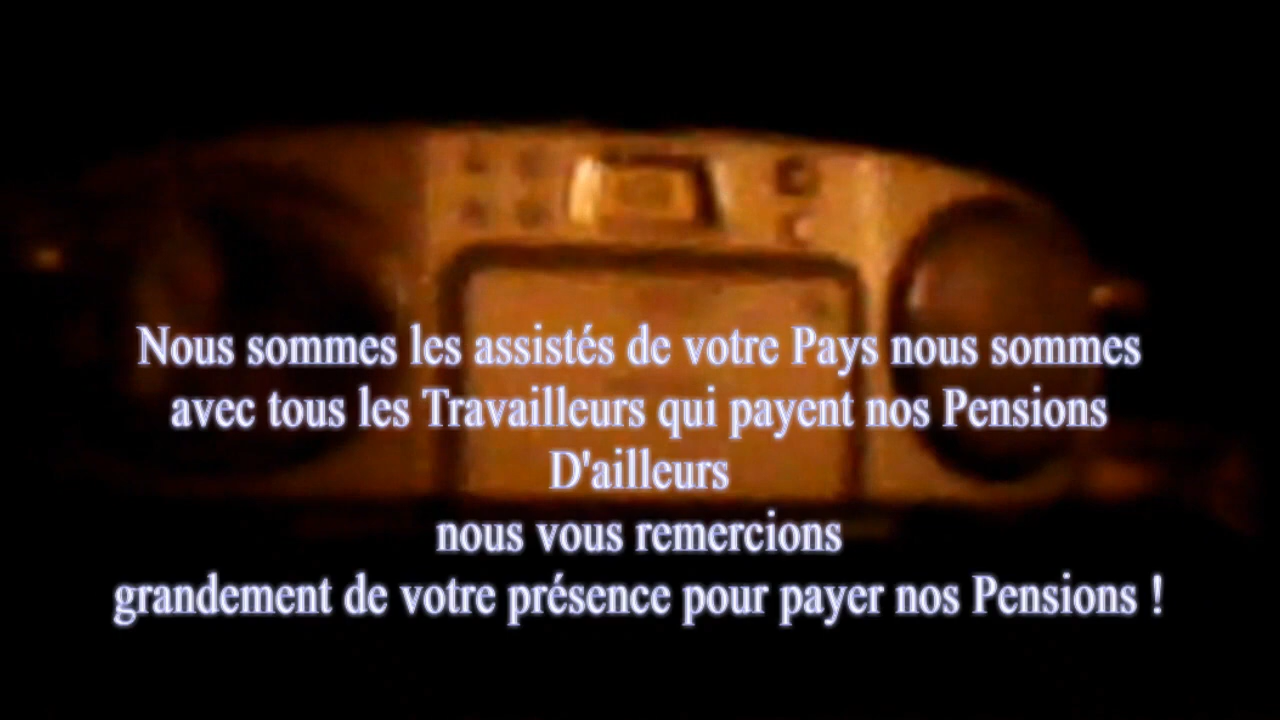 Nous sommes les assistés de votre Pays nous sommes
avec tous les Travailleurs qui payent nos Pensions
D'ailleurs
nous vous remercions
grandement de votre présence pour payer nos Pensions !